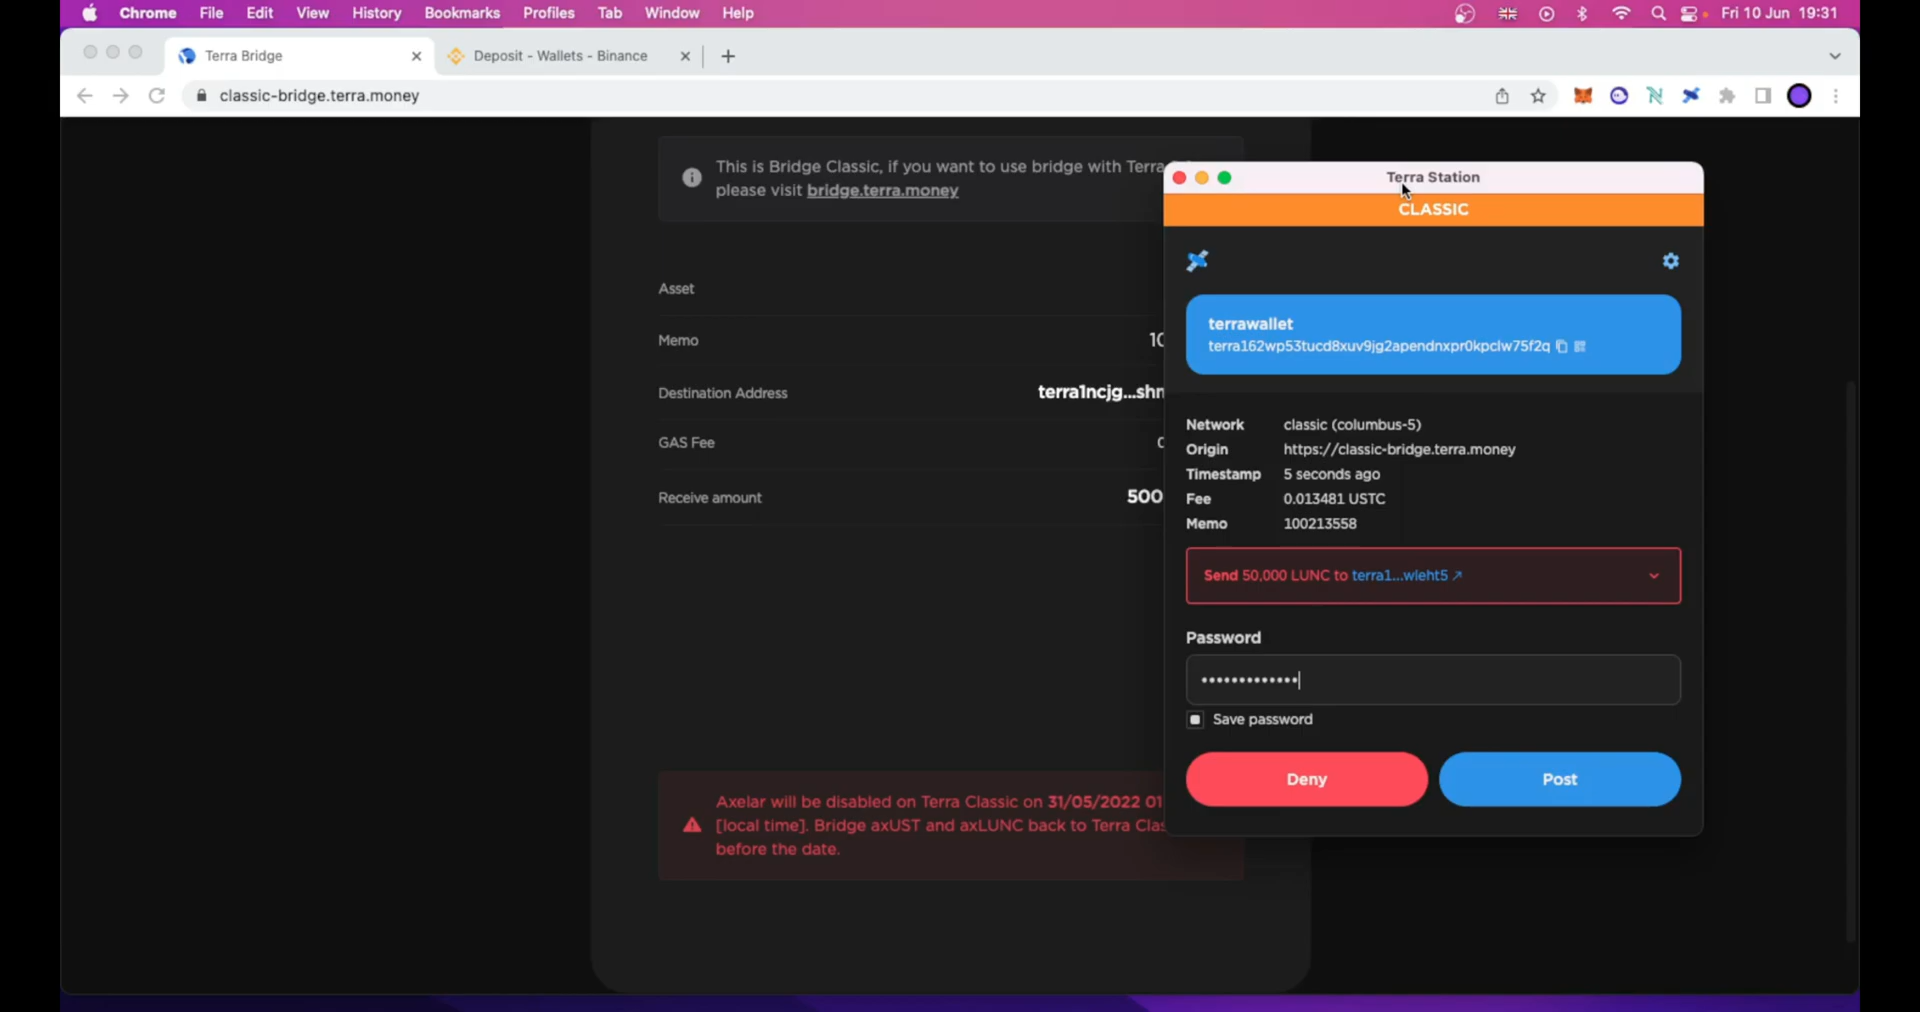 Chrome File Edit View History Bookmarks Profiles Tab Window Help Fri 10 Jun 19:31
Terra Bridge Deposit - Wallets - Binance
classic-bridge.terra.money
This is Bridge Classic, if you want to use bridge with Terra
please visit bridge.terra.money
Asset
Memo 10
Destination Address terra1ncjg...shm
GAS Fee 0
Receive amount 500
Axelar will be disabled on Terra Classic on 31/05/2022 01
[local time]. Bridge axUST and axLUNC back to Terra Clas
before the date.
Terra Station
CLASSIC
terrawallet
terra162wp53tucd8xuv9jg2apendnxpr0kpclw75f2q
Network classic (columbus-5)
Origin https://classic-bridge.terra.money
Timestamp 5 seconds ago
Fee 0.013481 USTC
Memo 100213558
Send 50,000 LUNC to terra1...wleht5
Password
Save password
Deny Post